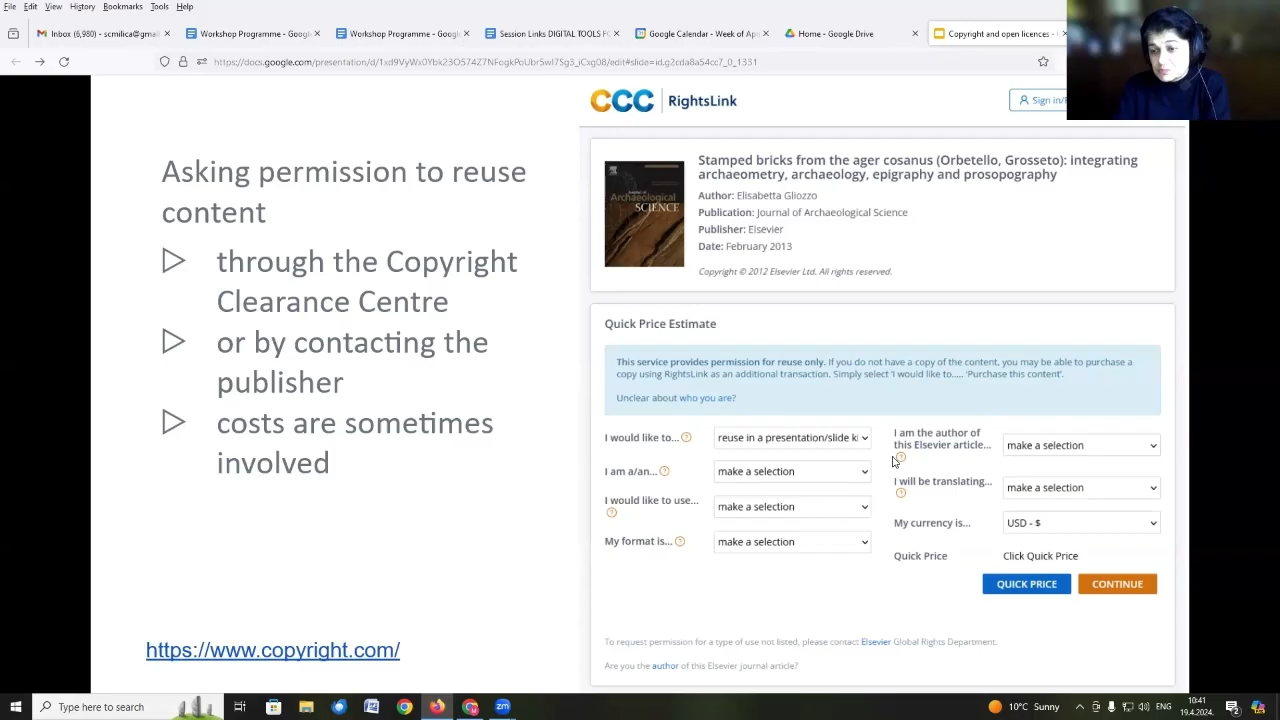 File Edit View History Bookmarks Tools Help
Inbox (6,980) - scmilica@gmai
Workshop Programme - Google
Workshop Programme - Google
Session Links DIGITAL TOOLS FO
Google Calendar - Week of Apr
Home - Google Drive
Copyright and open licences -
CCC RightsLink
Sign in/
Asking permission to reuse
content
through the Copyright
Clearance Centre
or by contacting the
publisher
costs are sometimes
involved
https://www.copyright.com/
Journal of
Archaeological
SCIENCE
Stamped bricks from the ager cosanus (Orbetello, Grosseto): integrating
archaeometry, archaeology, epigraphy and prosopography
Author: Elisabetta Gliozzo
Publication: Journal of Archaeological Science
Publisher: Elsevier
Date: February 2013
Copyright © 2012 Elsevier Ltd. All rights reserved.
Quick Price Estimate
This service provides permission for reuse only. If you do not have a copy of the content, you may be able to purchase a
copy using RightsLink as an additional transaction. Simply select 'I would like to..... 'Purchase this content'.
Unclear about who you are?
I would like to... ? reuse in a presentation/slide ki
I am a/an... ? make a selection
I would like to use... ? make a selection
My format is... ? make a selection
I am the author of
this Elsevier article... ? make a selection
I will be translating... ? make a selection
My currency is... USD - $
Quick Price Click Quick Price
QUICK PRICE CONTINUE
To request permission for a type of use not listed, please contact Elsevier Global Rights Department.
Are you the author of this Elsevier journal article?
Type here to search
10°C Sunny
10:41
19.4.2024.